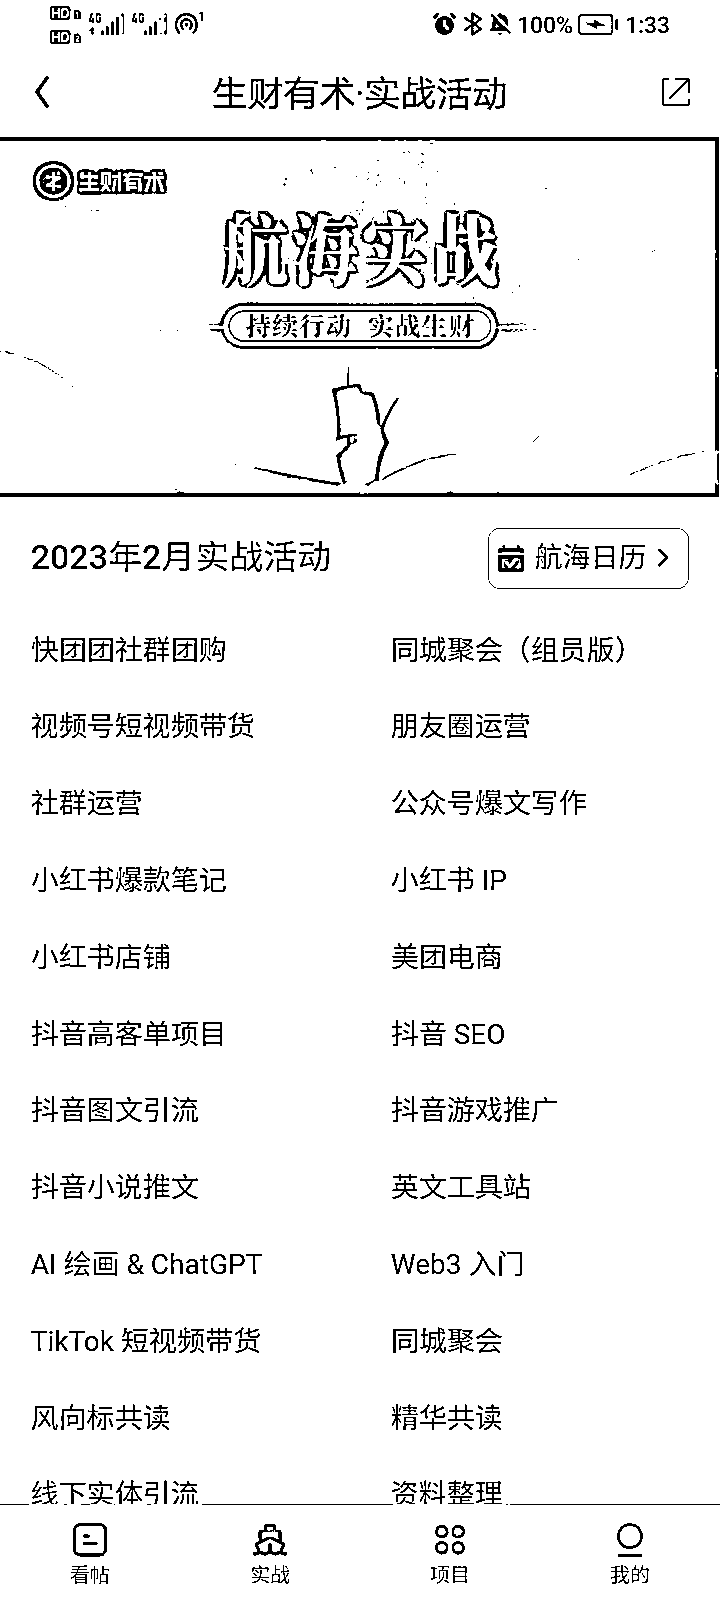 HD 1 4G 4G 1 100% 1:33
HD 2
生财有术·实战活动
生财有术
航海实战
持续行动 实战生财
2023年2月实战活动 航海日历
快团团社群团购 同城聚会（组员版）
视频号短视频带货 朋友圈运营
社群运营 公众号爆文写作
小红书爆款笔记 小红书 IP
小红书店铺 美团电商
抖音高客单项目 抖音 SEO
抖音图文引流 抖音游戏推广
抖音小说推文 英文工具站
AI 绘画 & ChatGPT Web3 入门
TikTok 短视频带货 同城聚会
风向标共读 精华共读
线下实体引流 资料整理
看帖 实战 项目 我的